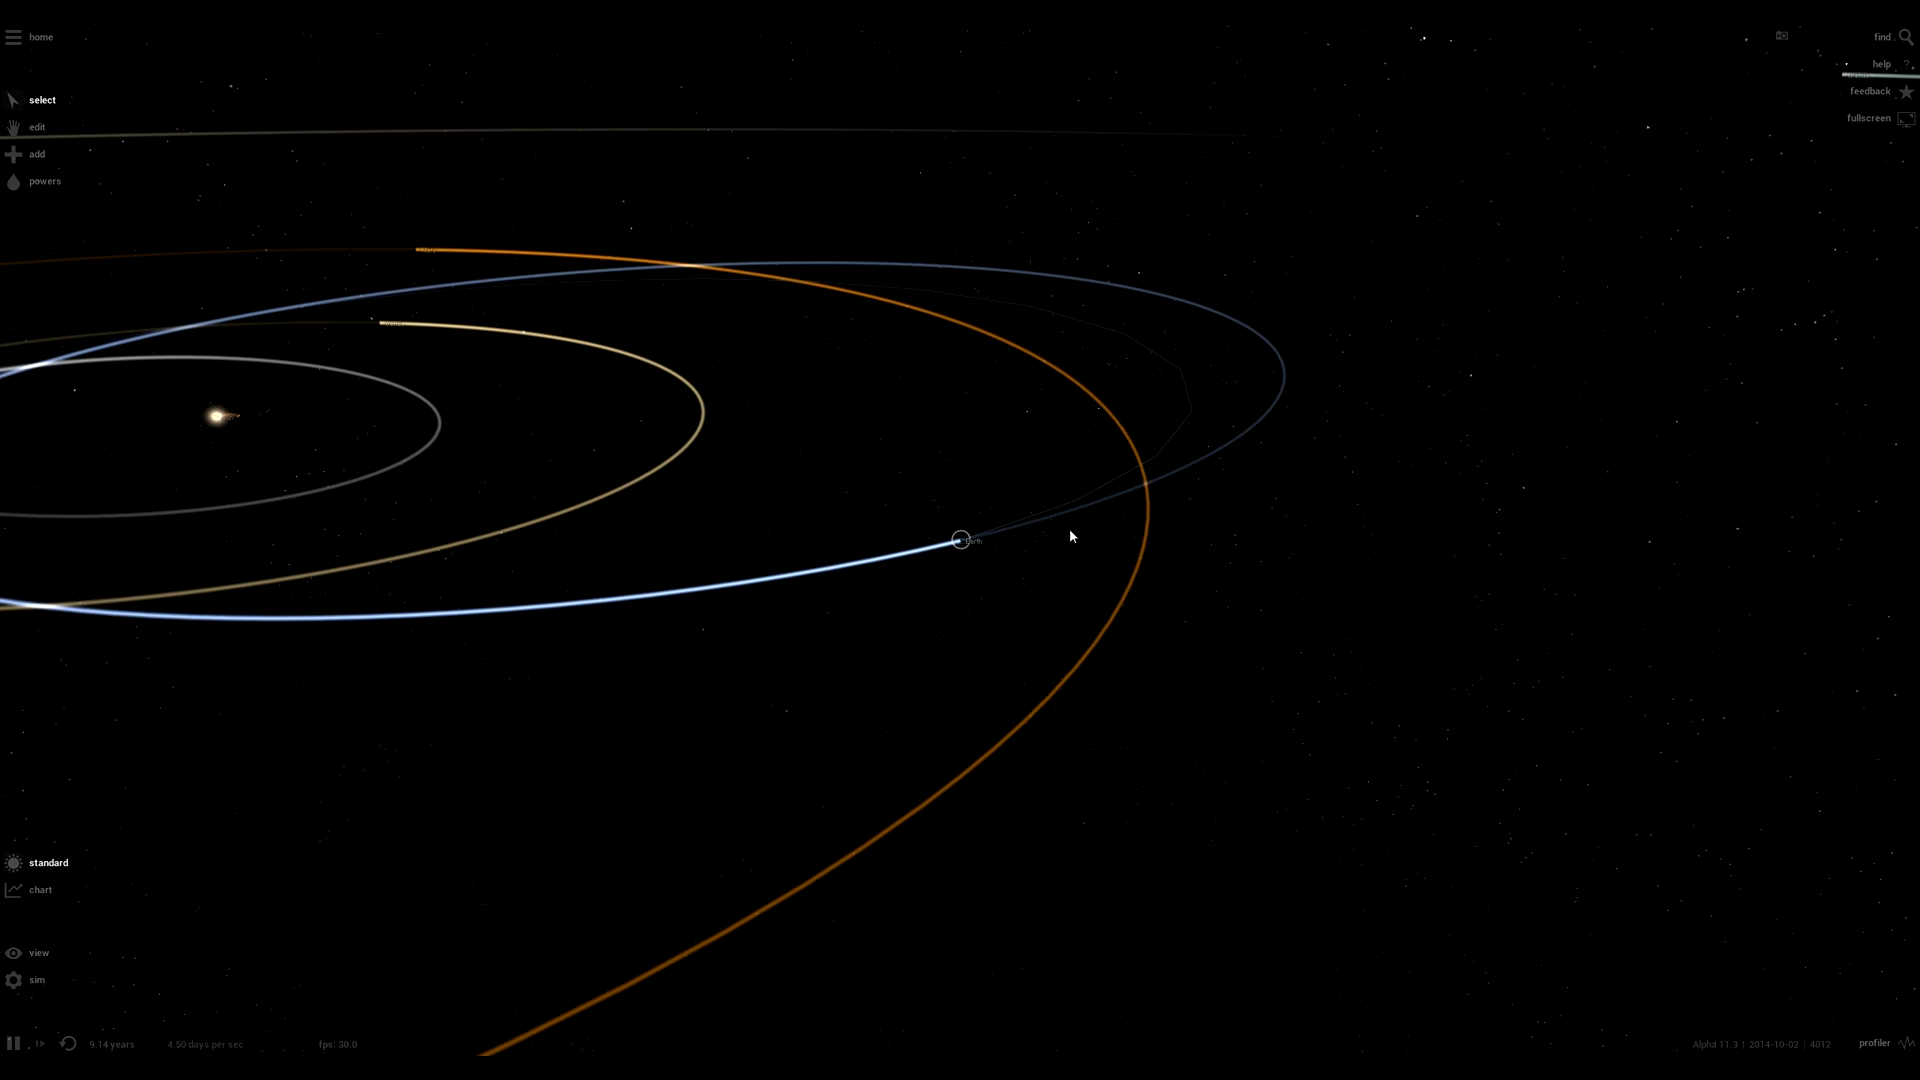 home
find
help ?
select
feedback
edit
fullscreen
add
powers
Earth
standard
chart
view
sim
9.14 years 4.50 days per sec fps: 30.0 Alpha 11.3 | 2014-10-02 | 4012 profiler